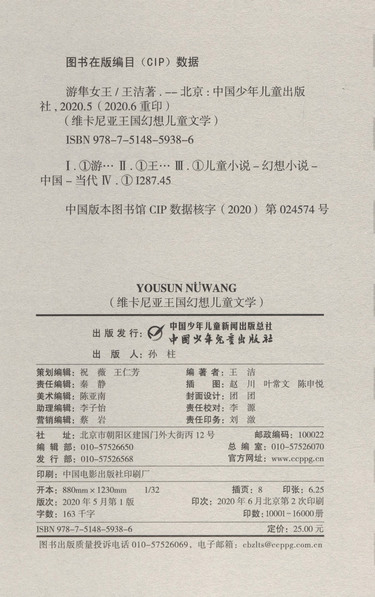 图书在版编目（CIP）数据
游隼女王 / 王洁著 . -- 北京 : 中国少年儿童出版
社 , 2020.5（2020.6 重印）
（维卡尼亚王国幻想儿童文学）
ISBN 978-7-5148-5938-6
Ⅰ . ①游… Ⅱ . ①王… Ⅲ . ①儿童小说－幻想小说－
中国－当代 Ⅳ . ① I287.45
中国版本图书馆 CIP 数据核字（2020）第 024574 号
YOUSUN NÜWANG
（维卡尼亚王国幻想儿童文学）
出版发行： 中国少年儿童新闻出版总社
中国少年儿童出版社
出 版 人： 孙 柱
策划编辑： 祝 薇 王仁芳 编 著 者： 王 洁
责任编辑： 秦 静 插 图： 赵 川 叶常文 陈申悦
美术编辑： 陈亚南 封面设计： 团 团
助理编辑： 李子怡 责任校对： 李 源
营销编辑： 蔡 岩 责任印务： 刘 潋
社 址： 北京市朝阳区建国门外大街丙 12 号 邮政编码： 100022
编 辑 部： 010-57526650 总 编 室： 010-57526070
发 行 部： 010-57526568 官方网址： www.ccppg.cn
印刷： 中国电影出版社印刷厂
开本： 880mm×1230mm 1/32 插页： 8 印张： 6.25
版次： 2020 年 5 月第 1 版 印次： 2020 年 6 月北京第 2 次印刷
字数： 163 千字 印数： 10001-16000 册
ISBN 978-7-5148-5938-6 定价： 25.00 元
图书出版质量投诉电话 010-57526069，电子邮箱：cbzlts@ccppg.com.cn